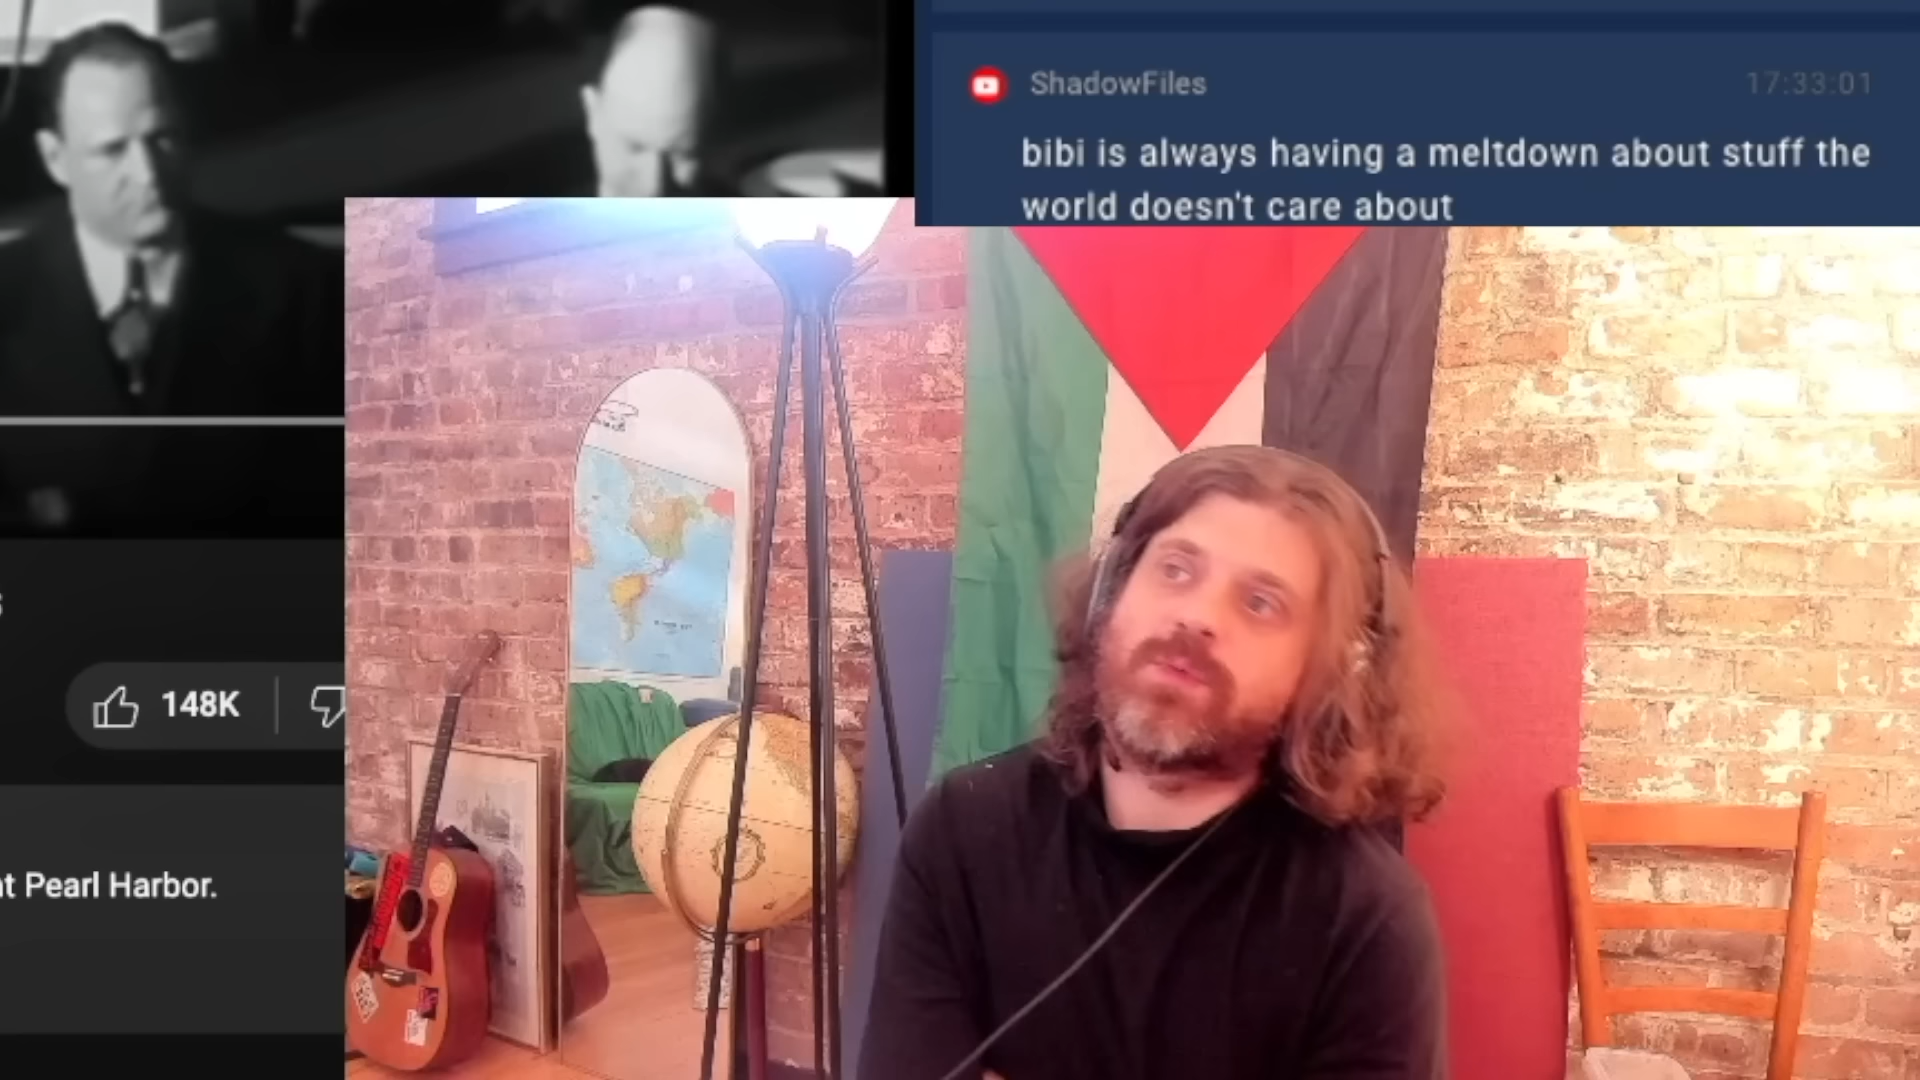 ShadowFiles 17:33:01
bibi is always having a meltdown about stuff the
world doesn't care about
148K
at Pearl Harbor.